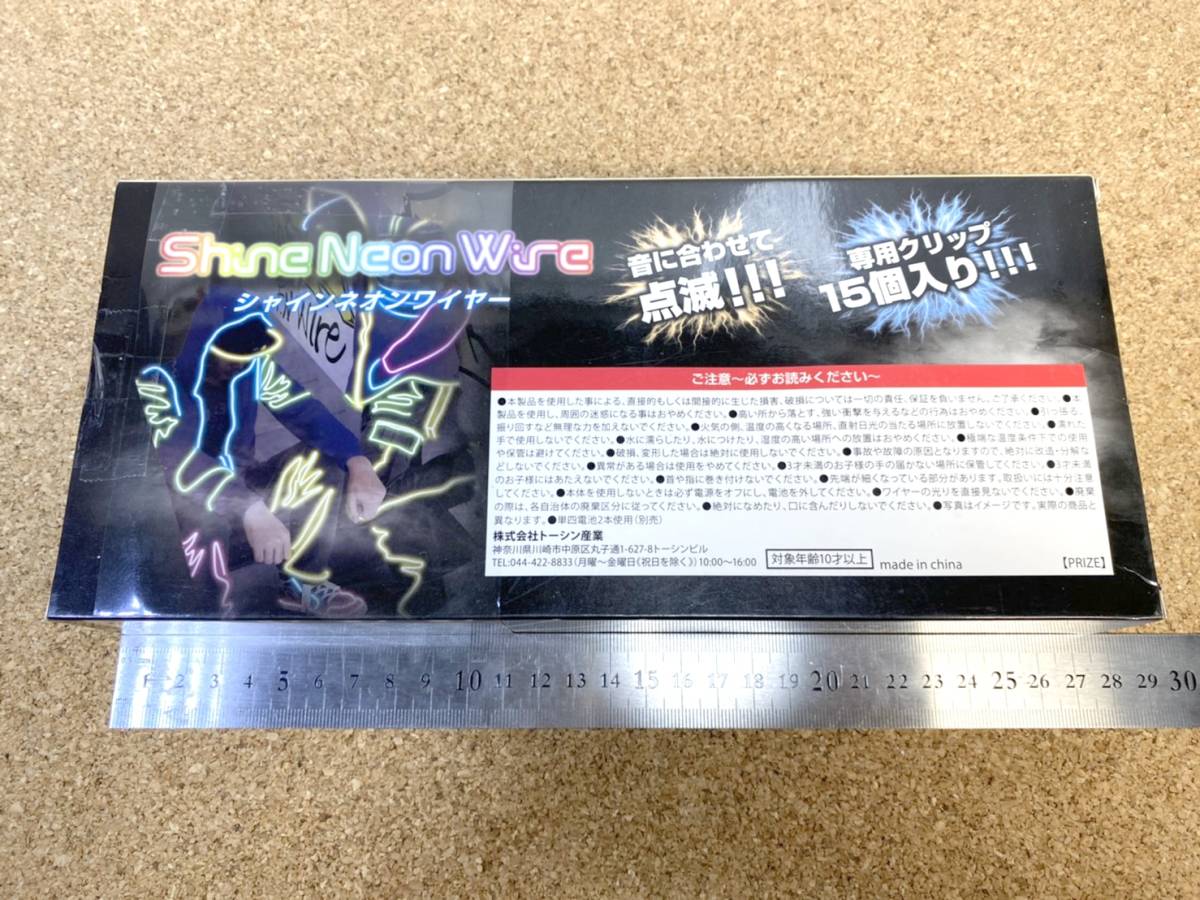 Shine Neon Wire
シャインネオンワイヤー
Wire
音に合わせて
点滅!!!
専用クリップ
15個入り!!!
ご注意～必ずお読みください～
●本製品を使用した事による、直接的もしくは間接的に生じた損害、破損については一切の責任、保証を負いません。ご了承ください。●本
製品を使用し、周囲の迷惑になる事はおやめください。●高い所から落とす、強い衝撃を与えるなどの行為はおやめください。●引っ張る、
振り回すなど無理な力を加えないでください。●火気の側、温度の高くなる場所、直射日光の当たる場所に放置しないでください。●濡れた
手で使用しないでください。●水に濡らしたり、水につけたり、湿度の高い場所への放置はおやめください。●極端な温度条件下での使用
や保管は避けてください。●破損、変形した場合は絶対に使用しないでください。●事故や故障の原因となりますので、絶対に改造・分解な
どしないでください。●異常がある場合は使用をやめてください。●3才未満のお子様の手の届かない場所に保管してください。●3才未満
のお子様にはあたえないでください。●首や指に巻き付けないでください。●先端が細くなっている部分があります。取扱いには十分注意
してください。●本体を使用しないときは必ず電源をオフにし、電池を外してください。●ワイヤーの光りを直接見ないでください。●廃棄
の際は、各自治体の廃棄区分に従ってください。●絶対になめたり、口に含んだりしないでください。●写真はイメージです。実際の商品と
異なります。●単四電池2本使用（別売）
株式会社トーシン産業
神奈川県川崎市中原区丸子通1-627-8トーシンビル
TEL:044-422-8833（月曜～金曜日《祝日を除く》）10:00～16:00 対象年齢10才以上 made in china 【PRIZE】
1 2 3 4 5 6 7 8 9 10 11 12 13 14 15 16 17 18 19 20 21 22 23 24 25 26 27 28 29 30